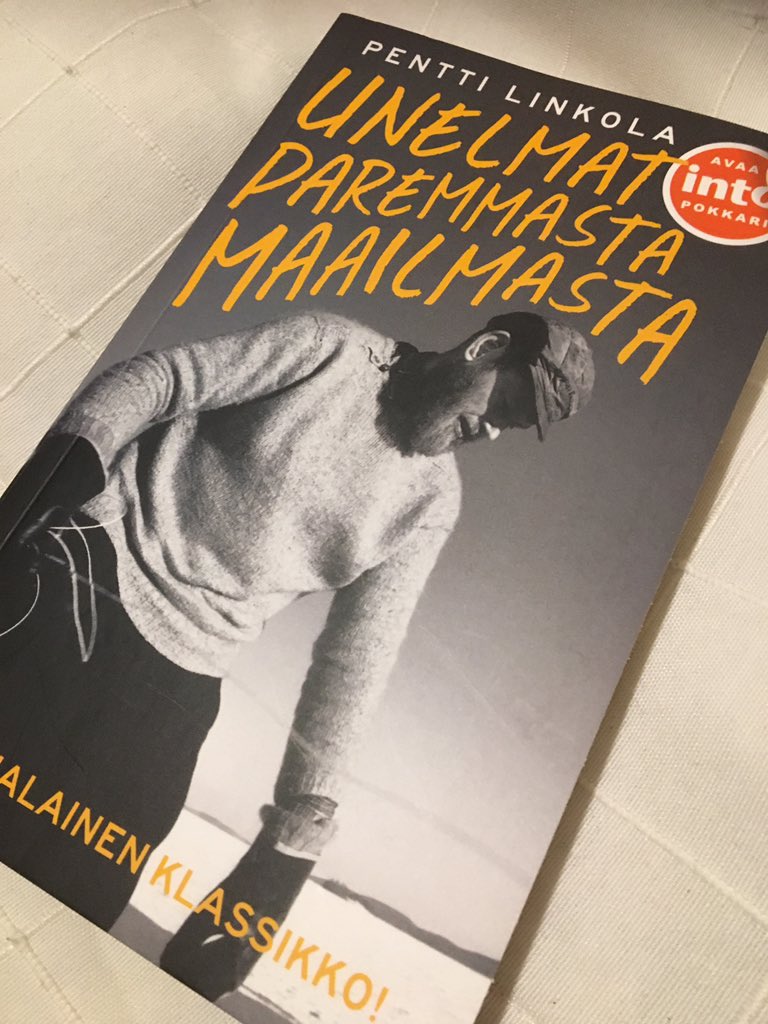 PENTTI LINKOLA
UNELMAT
PAREMMASTA
MAAILMASTA
AVAA
into
POKKARI
KLASSIKKO!